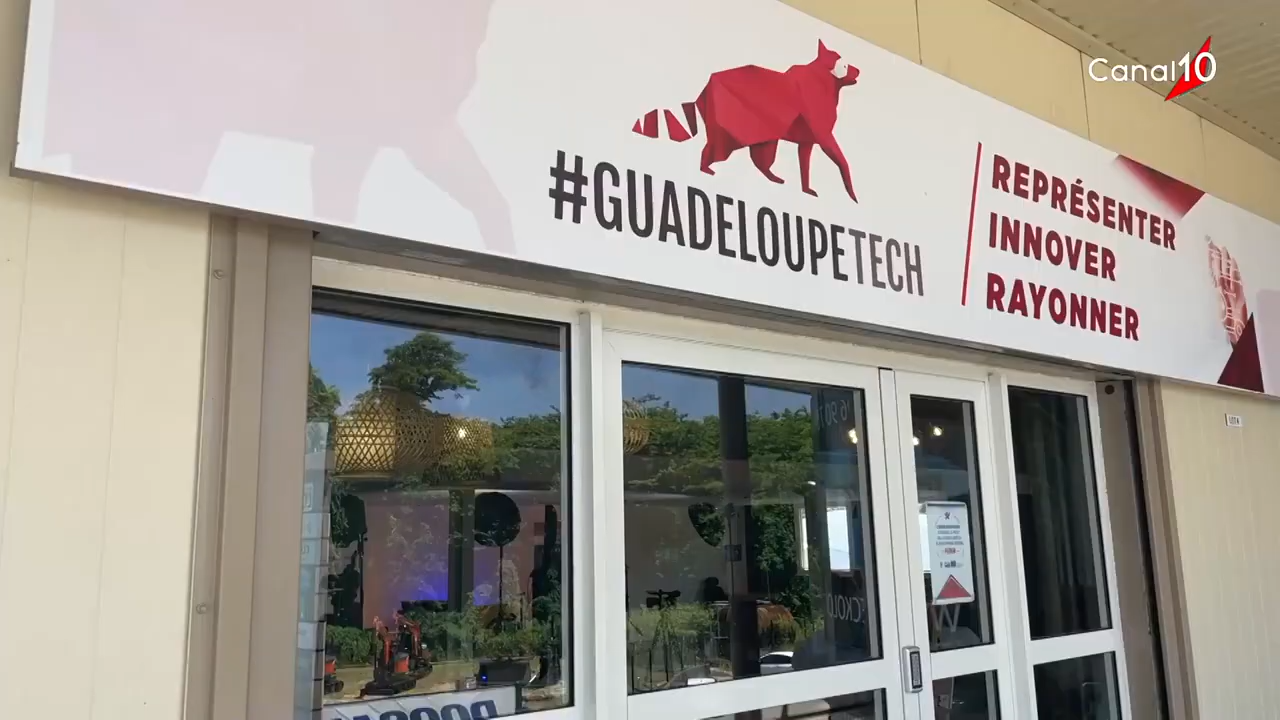 Canal10
#GUADELOUPETECH
REPRÉSENTER
INNOVER
RAYONNER